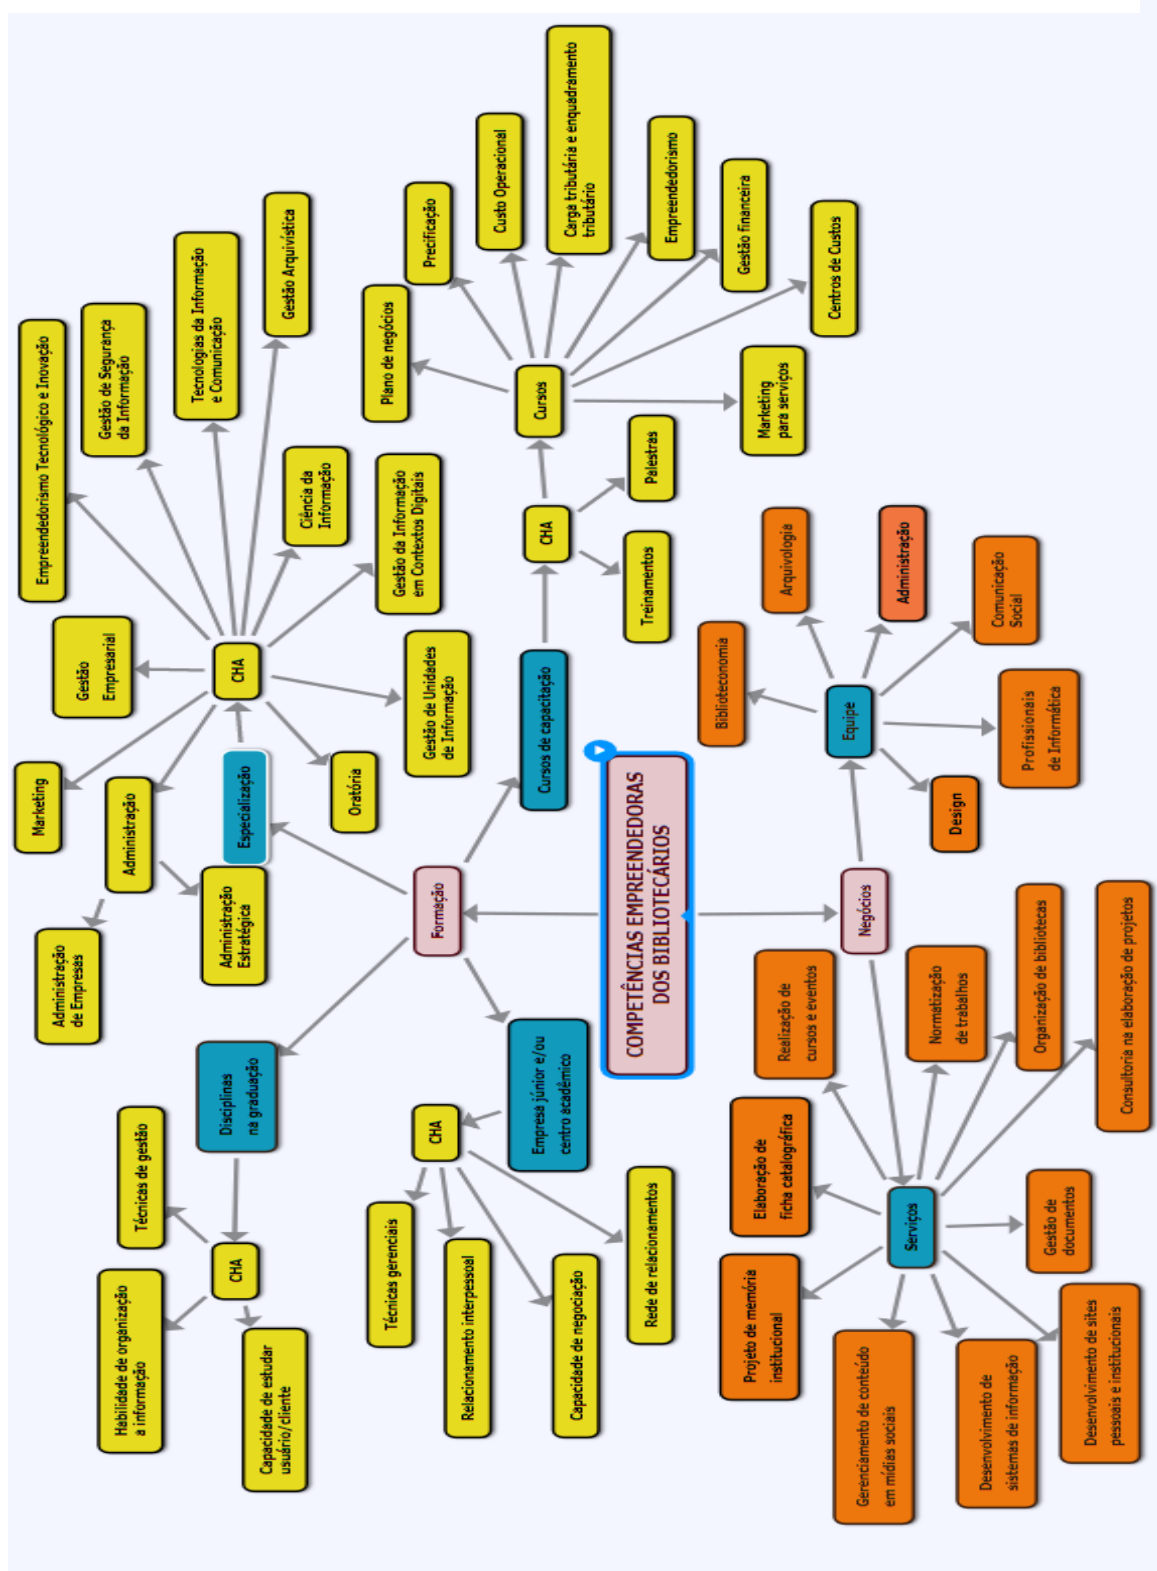 Habilidade de organização
à informação
Técnicas de gestão
Capacidade de estudar
usuário/cliente
CHA
Disciplinas
na graduação
Administração
de Empresas
Administração
Estratégica
Administração
Marketing
Gestão
Empresarial
Empreendedorismo Tecnológico e Inovação
Gestão de Segurança
da Informação
Tecnologias da Informação
e Comunicação
Gestão Arquivística
Ciência da
Informação
Gestão da Informação
em Contextos Digitais
Gestão de Unidades
de Informação
Oratória
CHA
Especialização
Formação
Técnicas gerenciais
Relacionamento interpessoal
Capacidade de negociação
Rede de relacionamentos
CHA
Empresa júnior e/ou
centro acadêmico
Cursos de capacitação
CHA
Treinamentos
Palestras
Cursos
Plano de negócios
Precificação
Custo Operacional
Carga tributária e enquadramento
tributário
Empreendedorismo
Gestão financeira
Centros de Custos
Marketing
para serviços
COMPETÊNCIAS EMPREENDEDORAS
DOS BIBLIOTECÁRIOS
Negócios
Serviços
Projeto de memória
institucional
Elaboração de
ficha catalográfica
Realização de
cursos e eventos
Normatização
de trabalhos
Organização de bibliotecas
Consultoria na elaboração de projetos
Gestão de
documentos
Desenvolvimento de sites
pessoais e institucionais
Desenvolvimento de
sistemas de informação
Gerenciamento de conteúdo
em mídias sociais
Equipe
Biblioteconomia
Arquivologia
Administração
Comunicação
Social
Profissionais
de Informática
Design